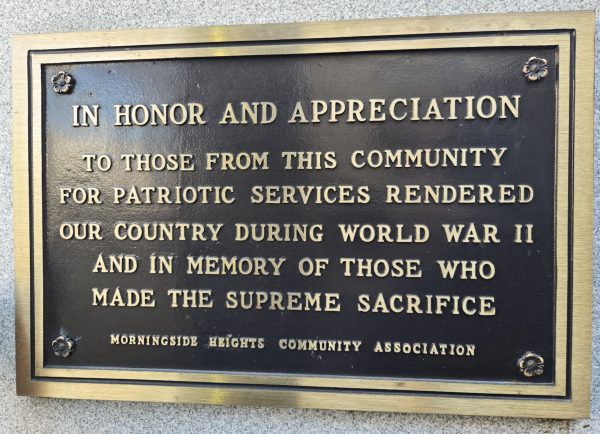 IN HONOR AND APPRECIATION
TO THOSE FROM THIS COMMUNITY
FOR PATRIOTIC SERVICES RENDERED
OUR COUNTRY DURING WORLD WAR II
AND IN MEMORY OF THOSE WHO
MADE THE SUPREME SACRIFICE
MORNINGSIDE HEIGHTS COMMUNITY ASSOCIATION